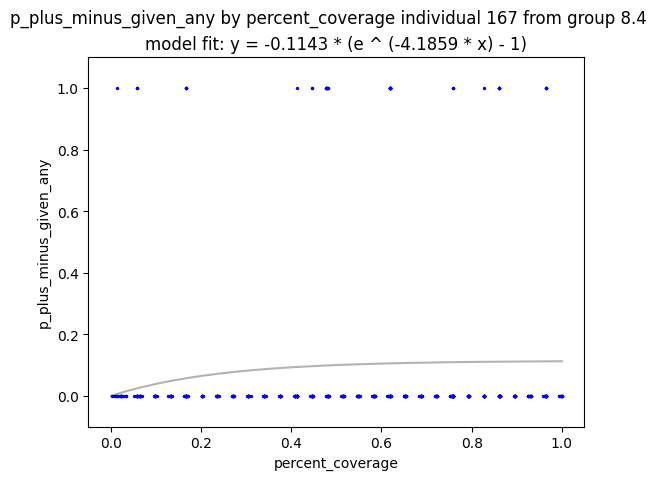 p_plus_minus_given_any by percent_coverage individual 167 from group 8.4
model fit: y = -0.1143 * (e ^ (-4.1859 * x) - 1)
1.0
0.8
0.6
0.4
0.2
0.0
p_plus_minus_given_any
0.0 0.2 0.4 0.6 0.8 1.0
percent_coverage